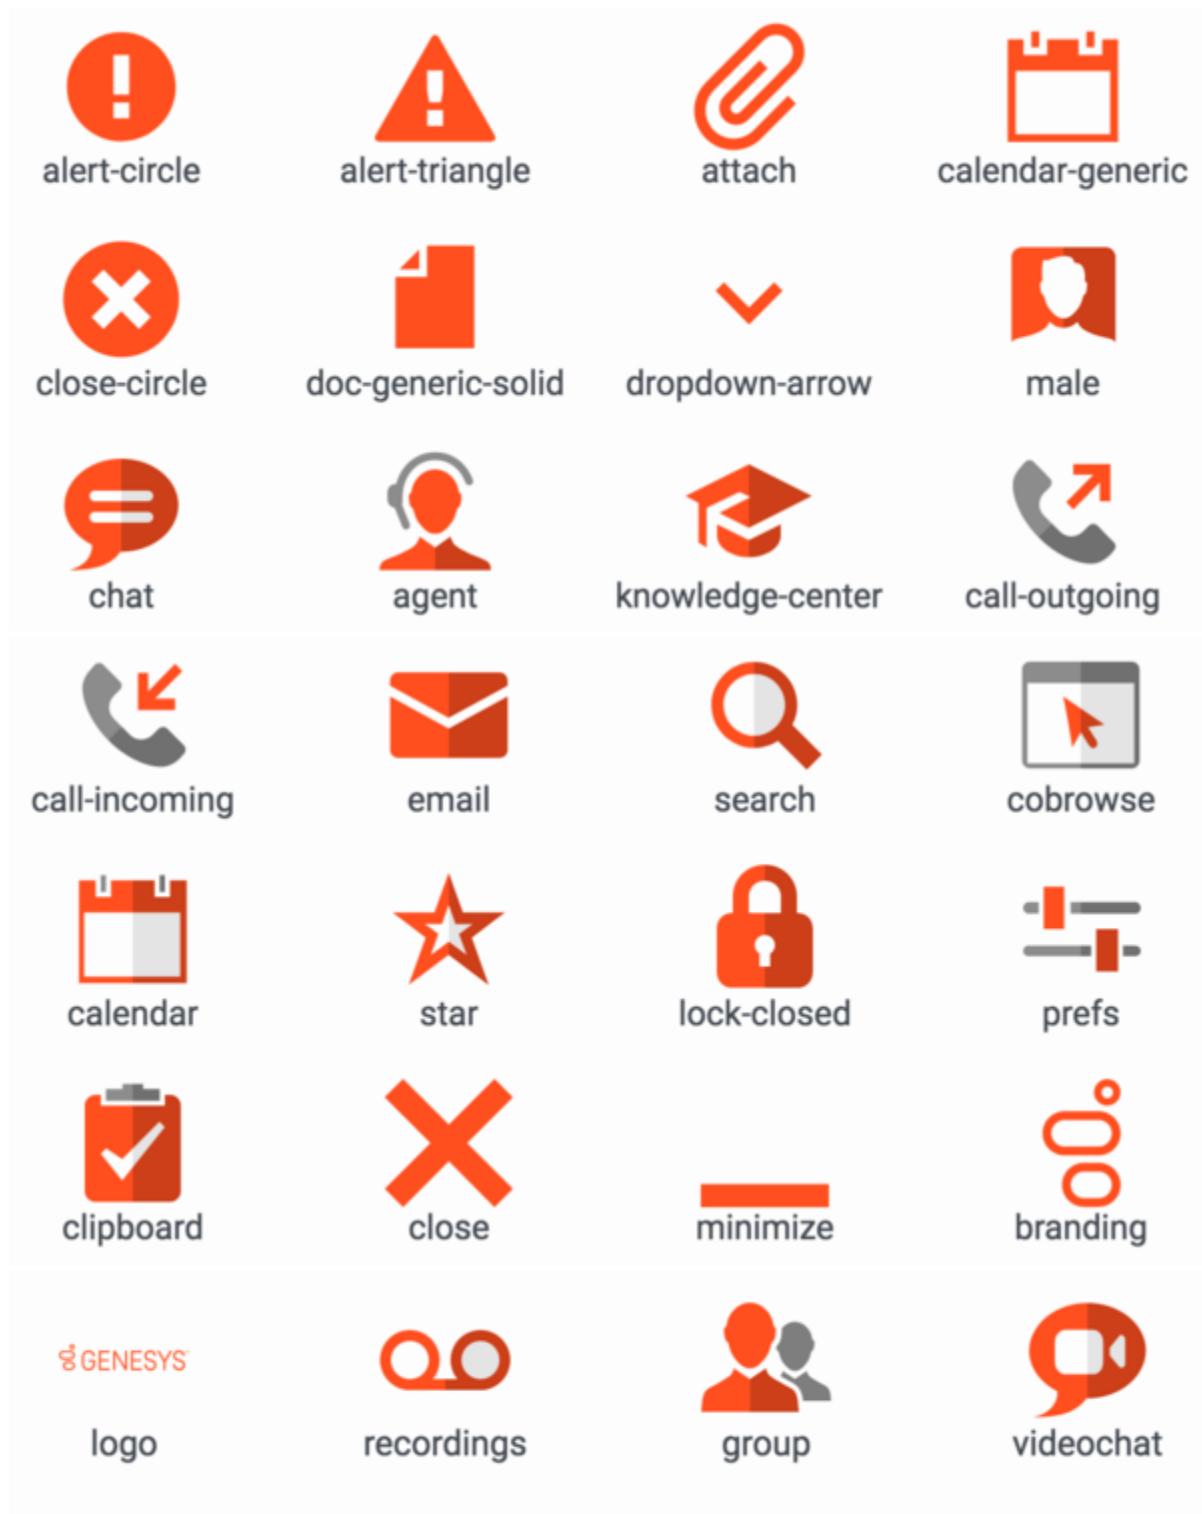 alert-circle
alert-triangle
attach
calendar-generic
close-circle
doc-generic-solid
dropdown-arrow
male
chat
agent
knowledge-center
call-outgoing
call-incoming
email
search
cobrowse
calendar
star
lock-closed
prefs
clipboard
close
minimize
branding
GENESYS
logo
recordings
group
videochat